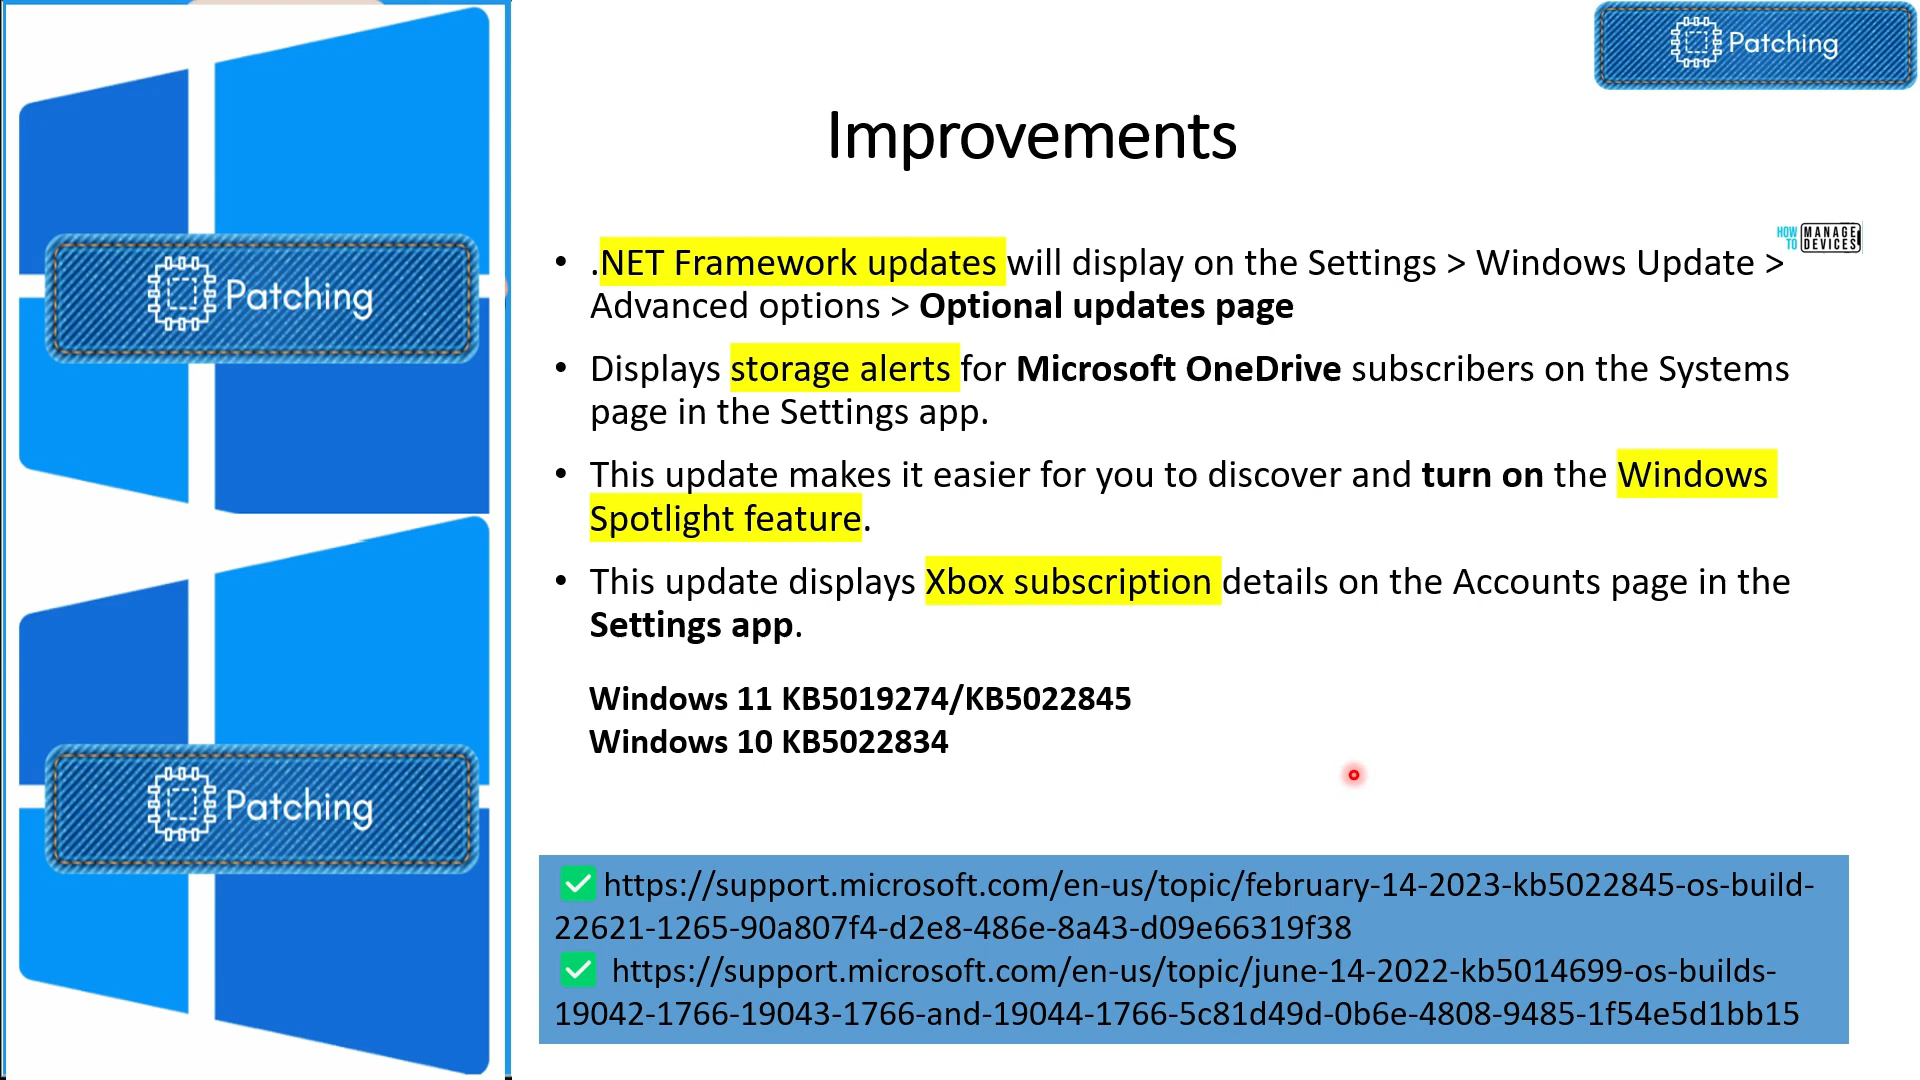 Patching
Improvements
HOW TO MANAGE DEVICES
• .NET Framework updates will display on the Settings > Windows Update >
Advanced options > Optional updates page
• Displays storage alerts for Microsoft OneDrive subscribers on the Systems
page in the Settings app.
• This update makes it easier for you to discover and turn on the Windows
Spotlight feature.
• This update displays Xbox subscription details on the Accounts page in the
Settings app.
Windows 11 KB5019274/KB5022845
Windows 10 KB5022834
✅ https://support.microsoft.com/en-us/topic/february-14-2023-kb5022845-os-build-
22621-1265-90a807f4-d2e8-486e-8a43-d09e66319f38
✅ https://support.microsoft.com/en-us/topic/june-14-2022-kb5014699-os-builds-
19042-1766-19043-1766-and-19044-1766-5c81d49d-0b6e-4808-9485-1f54e5d1bb15
Patching
Patching